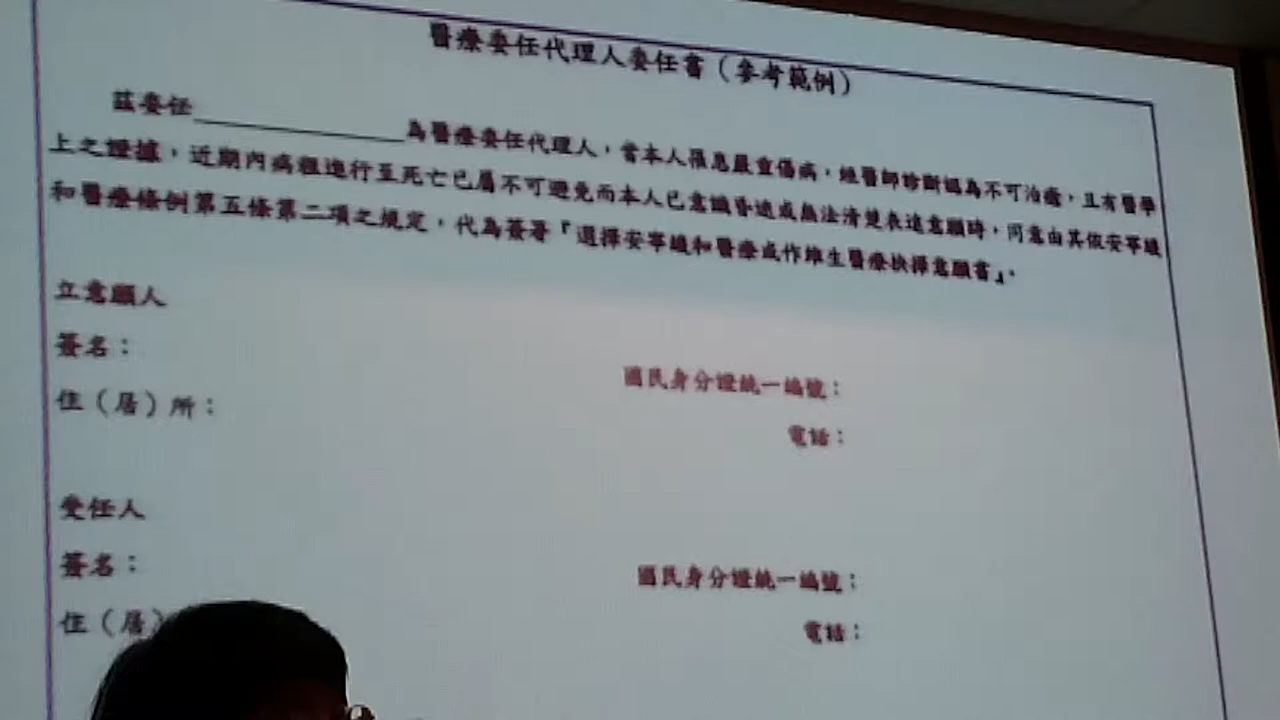 醫療委任代理人委任書（參考範例）
茲委任＿＿＿＿＿＿為醫療委任代理人，當本人罹患嚴重傷病，經醫師診斷認為不可治癒，且有醫學
上之證據，近期內病程進行至死亡已屬不可避免而本人已意識昏迷或無法清楚表達意願時，同意由其依安寧緩
和醫療條例第五條第二項之規定，代為簽署『選擇安寧緩和醫療或作維生醫療抉擇意願書』。
立意願人
簽名：
國民身分證統一編號：
住（居）所：
電話：
受任人
簽名：
國民身分證統一編號：
住（居）
電話：